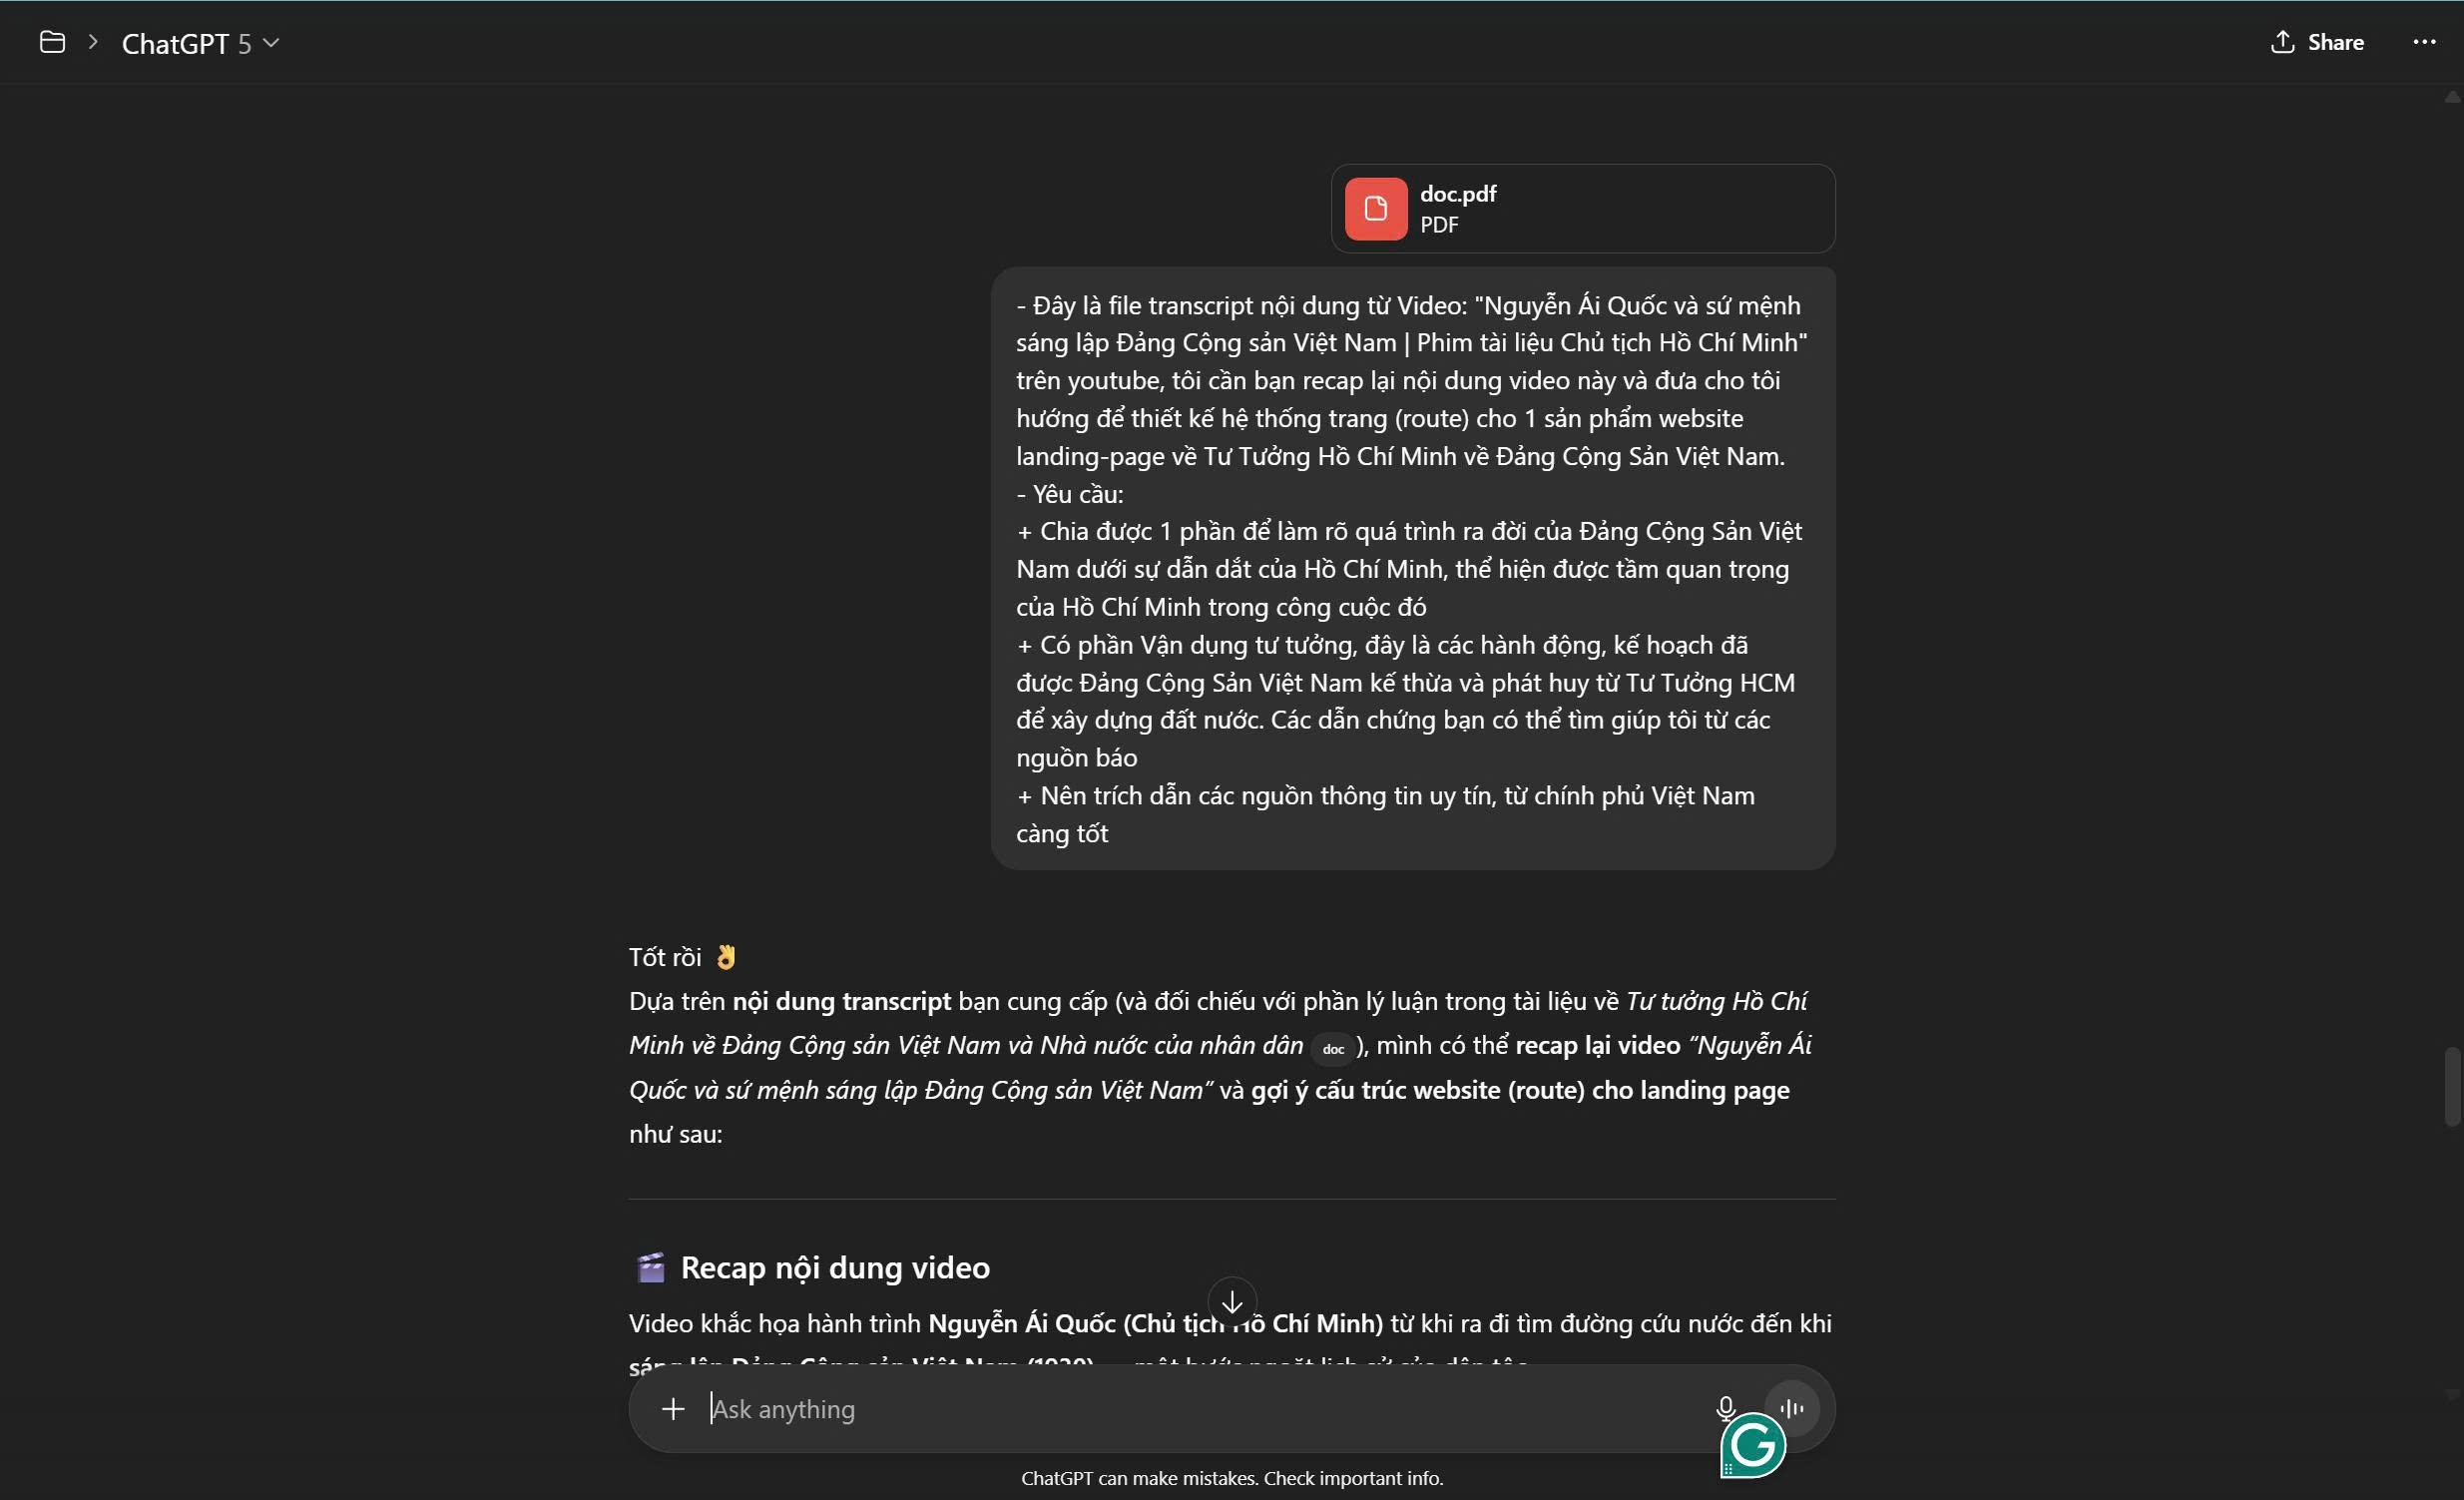 ChatGPT 5
Share
doc.pdf
PDF
- Đây là file transcript nội dung từ Video: "Nguyễn Ái Quốc và sứ mệnh
sáng lập Đảng Cộng sản Việt Nam | Phim tài liệu Chủ tịch Hồ Chí Minh"
trên youtube, tôi cần bạn recap lại nội dung video này và đưa cho tôi
hướng để thiết kế hệ thống trang (route) cho 1 sản phẩm website
landing-page về Tư Tưởng Hồ Chí Minh về Đảng Cộng Sản Việt Nam.
- Yêu cầu:
+ Chia được 1 phần để làm rõ quá trình ra đời của Đảng Cộng Sản Việt
Nam dưới sự dẫn dắt của Hồ Chí Minh, thể hiện được tầm quan trọng
của Hồ Chí Minh trong công cuộc đó
+ Có phần Vận dụng tư tưởng, đây là các hành động, kế hoạch đã
được Đảng Cộng Sản Việt Nam kế thừa và phát huy từ Tư Tưởng HCM
để xây dựng đất nước. Các dẫn chứng bạn có thể tìm giúp tôi từ các
nguồn báo
+ Nên trích dẫn các nguồn thông tin uy tín, từ chính phủ Việt Nam
càng tốt
Tốt rồi 👌
Dựa trên nội dung transcript bạn cung cấp (và đối chiếu với phần lý luận trong tài liệu về Tư tưởng Hồ Chí
Minh về Đảng Cộng sản Việt Nam và Nhà nước của nhân dân doc ), mình có thể recap lại video “Nguyễn Ái
Quốc và sứ mệnh sáng lập Đảng Cộng sản Việt Nam” và gợi ý cấu trúc website (route) cho landing page
như sau:
🎬 Recap nội dung video
Video khắc họa hành trình Nguyễn Ái Quốc (Chủ tịch Hồ Chí Minh) từ khi ra đi tìm đường cứu nước đến khi
Ask anything
G
ChatGPT can make mistakes. Check important info.